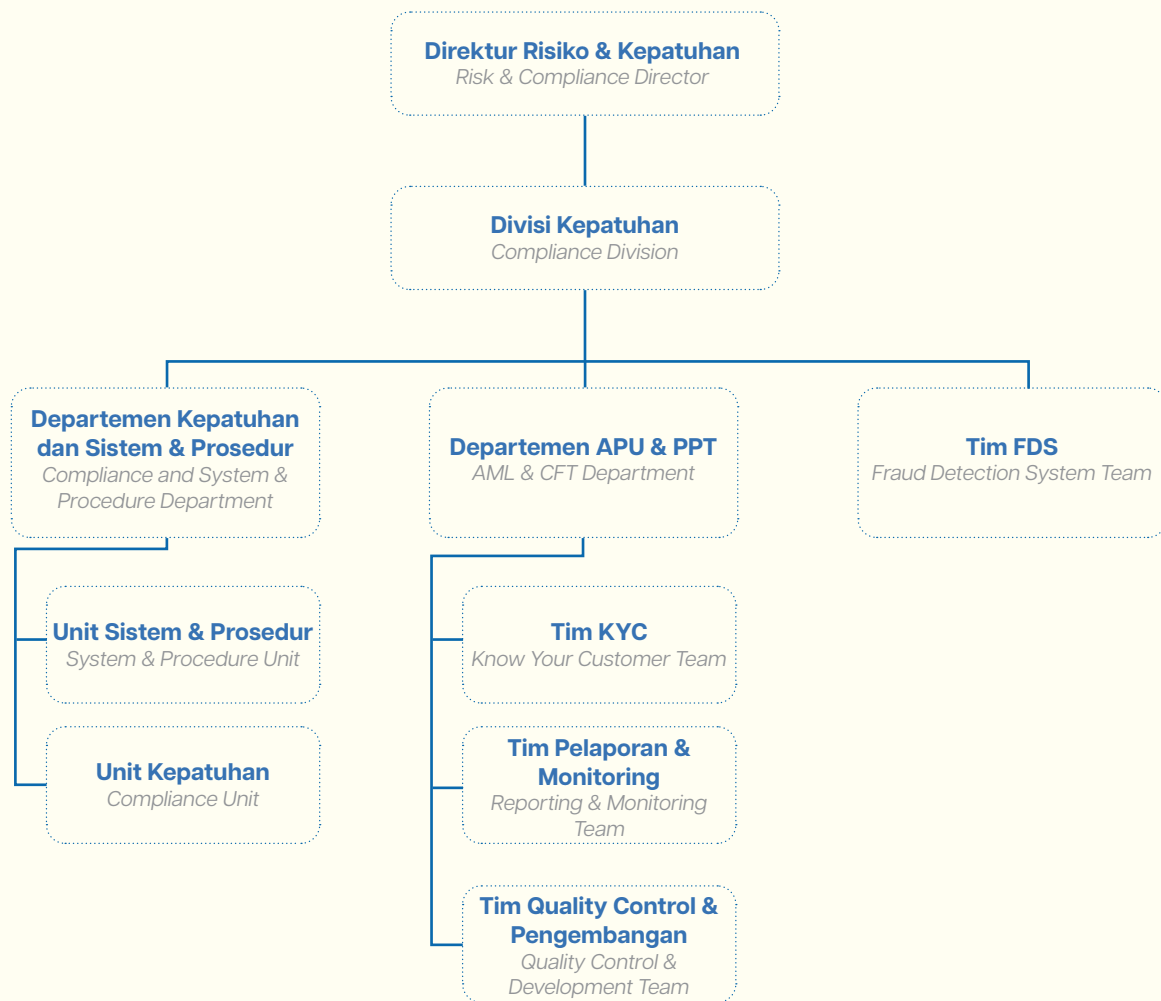 Direktur Risiko & Kepatuhan
Risk & Compliance Director
Divisi Kepatuhan
Compliance Division
Departemen Kepatuhan
dan Sistem & Prosedur
Compliance and System &
Procedure Department
Departemen APU & PPT
AML & CFT Department
Tim FDS
Fraud Detection System Team
Unit Sistem & Prosedur
System & Procedure Unit
Unit Kepatuhan
Compliance Unit
Tim KYC
Know Your Customer Team
Tim Pelaporan &
Monitoring
Reporting & Monitoring
Team
Tim Quality Control &
Pengembangan
Quality Control &
Development Team